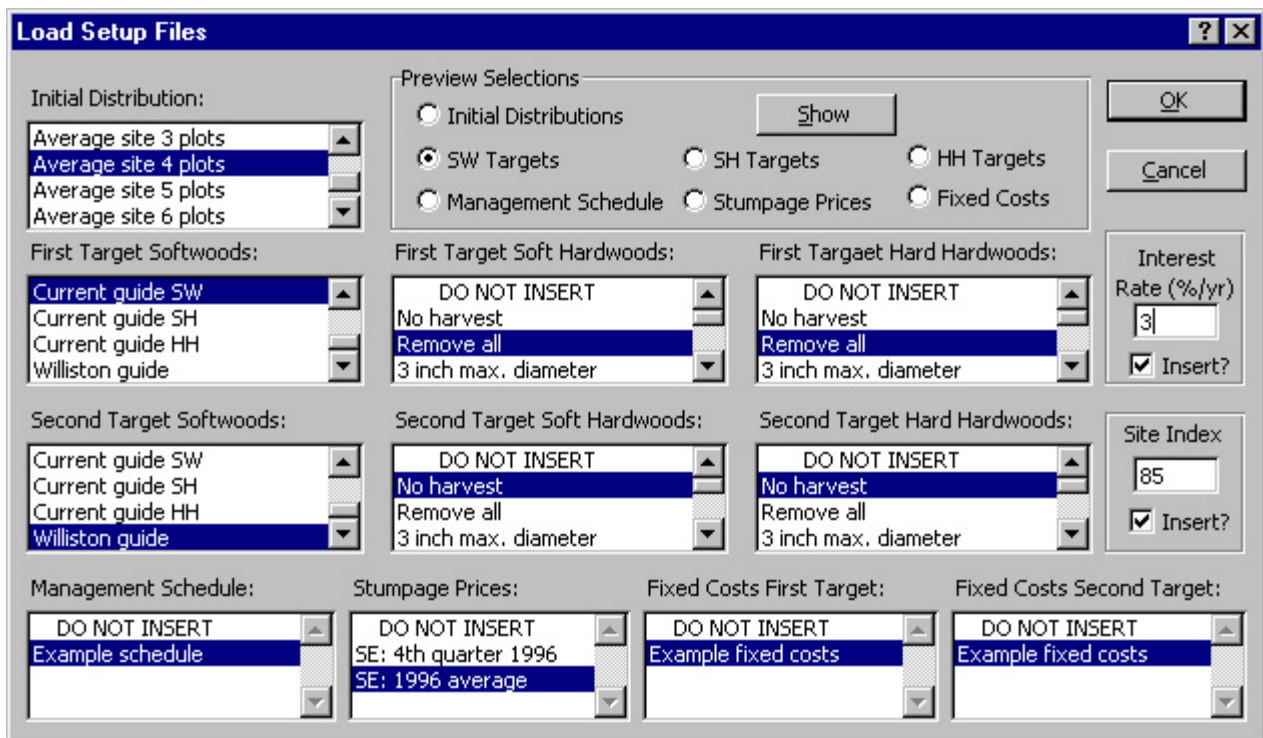 Load Setup Files
? X
Initial Distribution:
Average site 3 plots
Average site 4 plots
Average site 5 plots
Average site 6 plots
Preview Selections
Initial Distributions
Show
SW Targets
SH Targets
HH Targets
Management Schedule
Stumpage Prices
Fixed Costs
OK
Cancel
First Target Softwoods:
Current guide SW
Current guide SH
Current guide HH
Williston guide
First Target Soft Hardwoods:
DO NOT INSERT
No harvest
Remove all
3 inch max. diameter
First Targaet Hard Hardwoods:
DO NOT INSERT
No harvest
Remove all
3 inch max. diameter
Interest
Rate (%/yr)
3
Insert?
Second Target Softwoods:
Current guide SW
Current guide SH
Current guide HH
Williston guide
Second Target Soft Hardwoods:
DO NOT INSERT
No harvest
Remove all
3 inch max. diameter
Second Target Hard Hardwoods:
DO NOT INSERT
No harvest
Remove all
3 inch max. diameter
Site Index
85
Insert?
Management Schedule:
DO NOT INSERT
Example schedule
Stumpage Prices:
DO NOT INSERT
SE: 4th quarter 1996
SE: 1996 average
Fixed Costs First Target:
DO NOT INSERT
Example fixed costs
Fixed Costs Second Target:
DO NOT INSERT
Example fixed costs